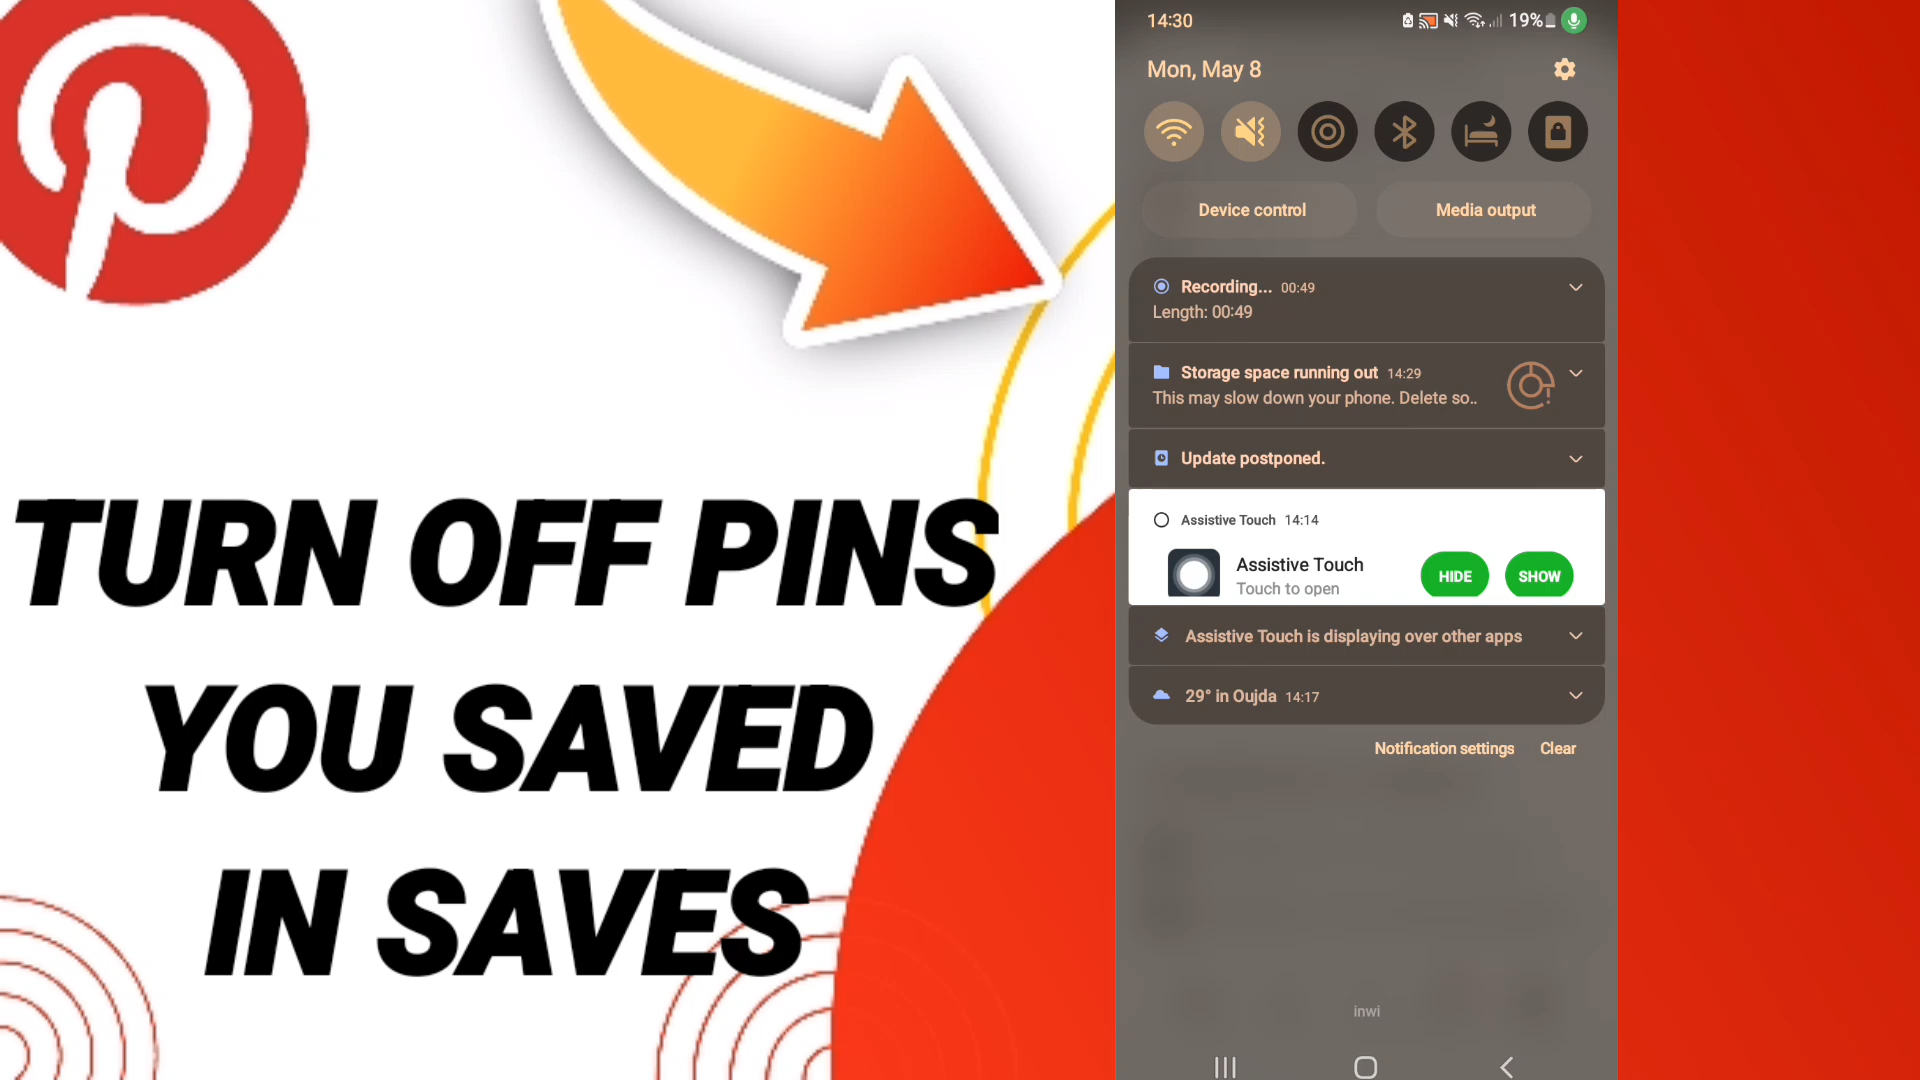 TURN OFF PINS
YOU SAVED
IN SAVES
14:30
19%
Mon, May 8
Device control
Media output
Recording... 00:49
Length: 00:49
Storage space running out 14:29
This may slow down your phone. Delete so..
Update postponed.
Assistive Touch 14:14
Assistive Touch
Touch to open
HIDE
SHOW
Assistive Touch is displaying over other apps
29° in Oujda 14:17
Notification settings
Clear
inwi